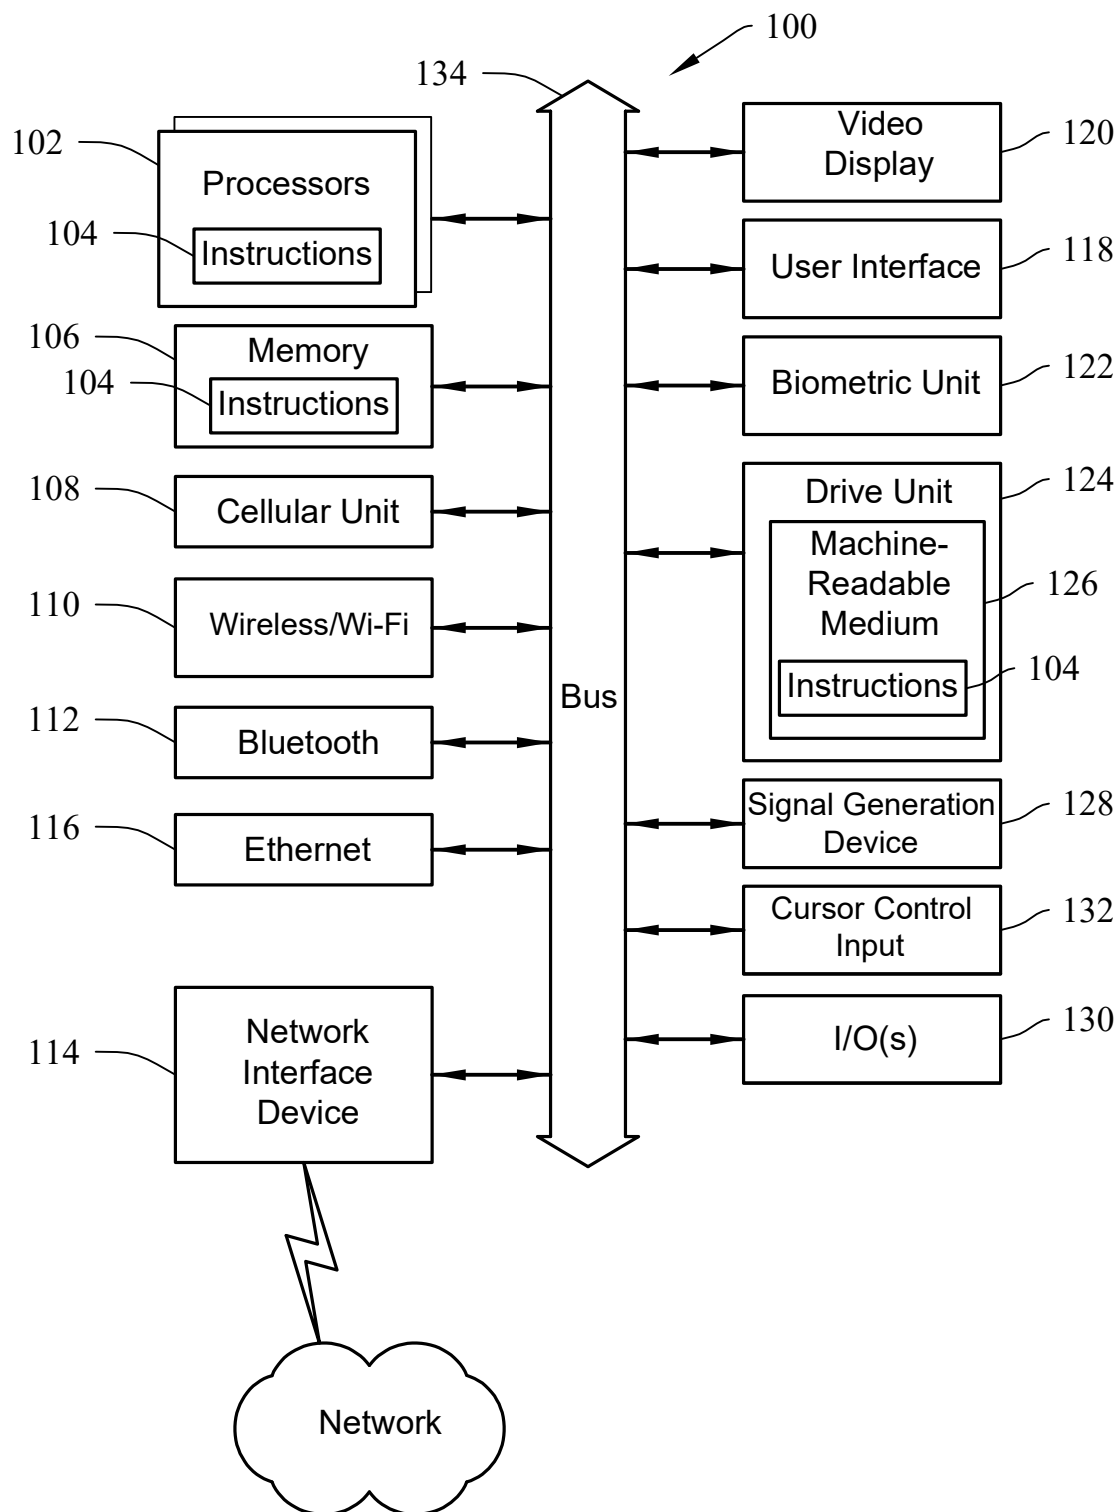 100
134
102
Processors
104
Instructions
106
Memory
104
Instructions
108
Cellular Unit
110
Wireless/Wi-Fi
112
Bluetooth
116
Ethernet
114
Network
Interface
Device
Network
Bus
Video
Display
120
User Interface
118
Biometric Unit
122
Drive Unit
124
Machine-
Readable
Medium
126
Instructions
104
Signal Generation
Device
128
Cursor Control
Input
132
I/O(s)
130